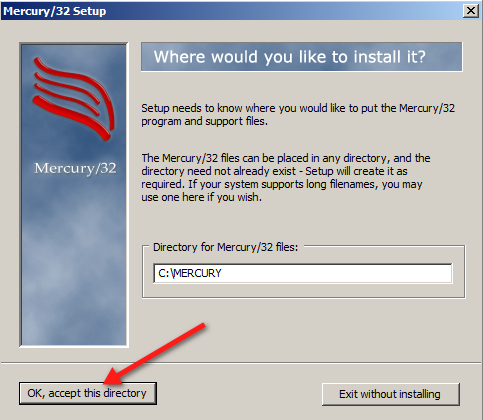 Mercury/32 Setup
Where would you like to install it?
Mercury/32
Setup needs to know where you would like to put the Mercury/32
program and support files.
The Mercury/32 files can be placed in any directory, and the
directory need not already exist - Setup will create it as
required. If your system supports long filenames, you may
use one here if you wish.
Directory for Mercury/32 files:
C:\MERCURY
OK, accept this directory
Exit without installing